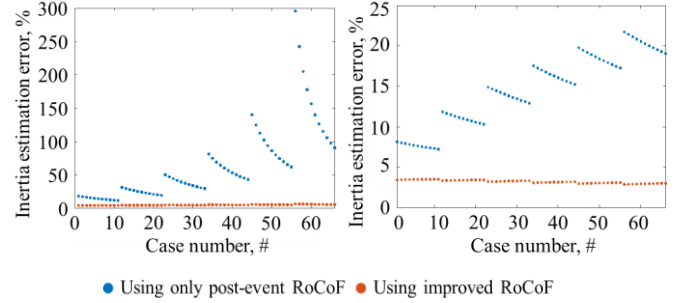 Inertia estimation error, %
300
250
200
150
100
50
0
0 10 20 30 40 50 60
Case number, #
Inertia estimation error, %
25
20
15
10
5
0
0 10 20 30 40 50 60
Case number, #
Using only post-event RoCoF Using improved RoCoF